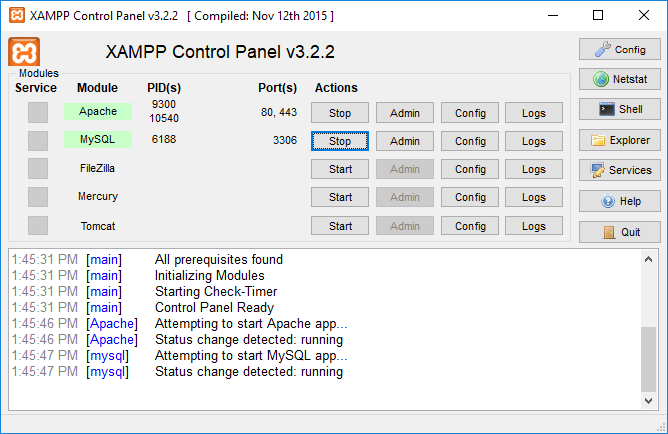 XAMPP Control Panel v3.2.2 [ Compiled: Nov 12th 2015 ]
XAMPP Control Panel v3.2.2
Config
Modules
Service Module PID(s) Port(s) Actions
Netstat
Apache 9300 10540 80, 443 Stop Admin Config Logs
Shell
MySQL 6188 3306 Stop Admin Config Logs
Explorer
FileZilla Start Admin Config Logs
Services
Mercury Start Admin Config Logs
Help
Tomcat Start Admin Config Logs
Quit
1:45:31 PM [main] All prerequisites found
1:45:31 PM [main] Initializing Modules
1:45:31 PM [main] Starting Check-Timer
1:45:31 PM [main] Control Panel Ready
1:45:46 PM [Apache] Attempting to start Apache app...
1:45:46 PM [Apache] Status change detected: running
1:45:47 PM [mysql] Attempting to start MySQL app...
1:45:47 PM [mysql] Status change detected: running